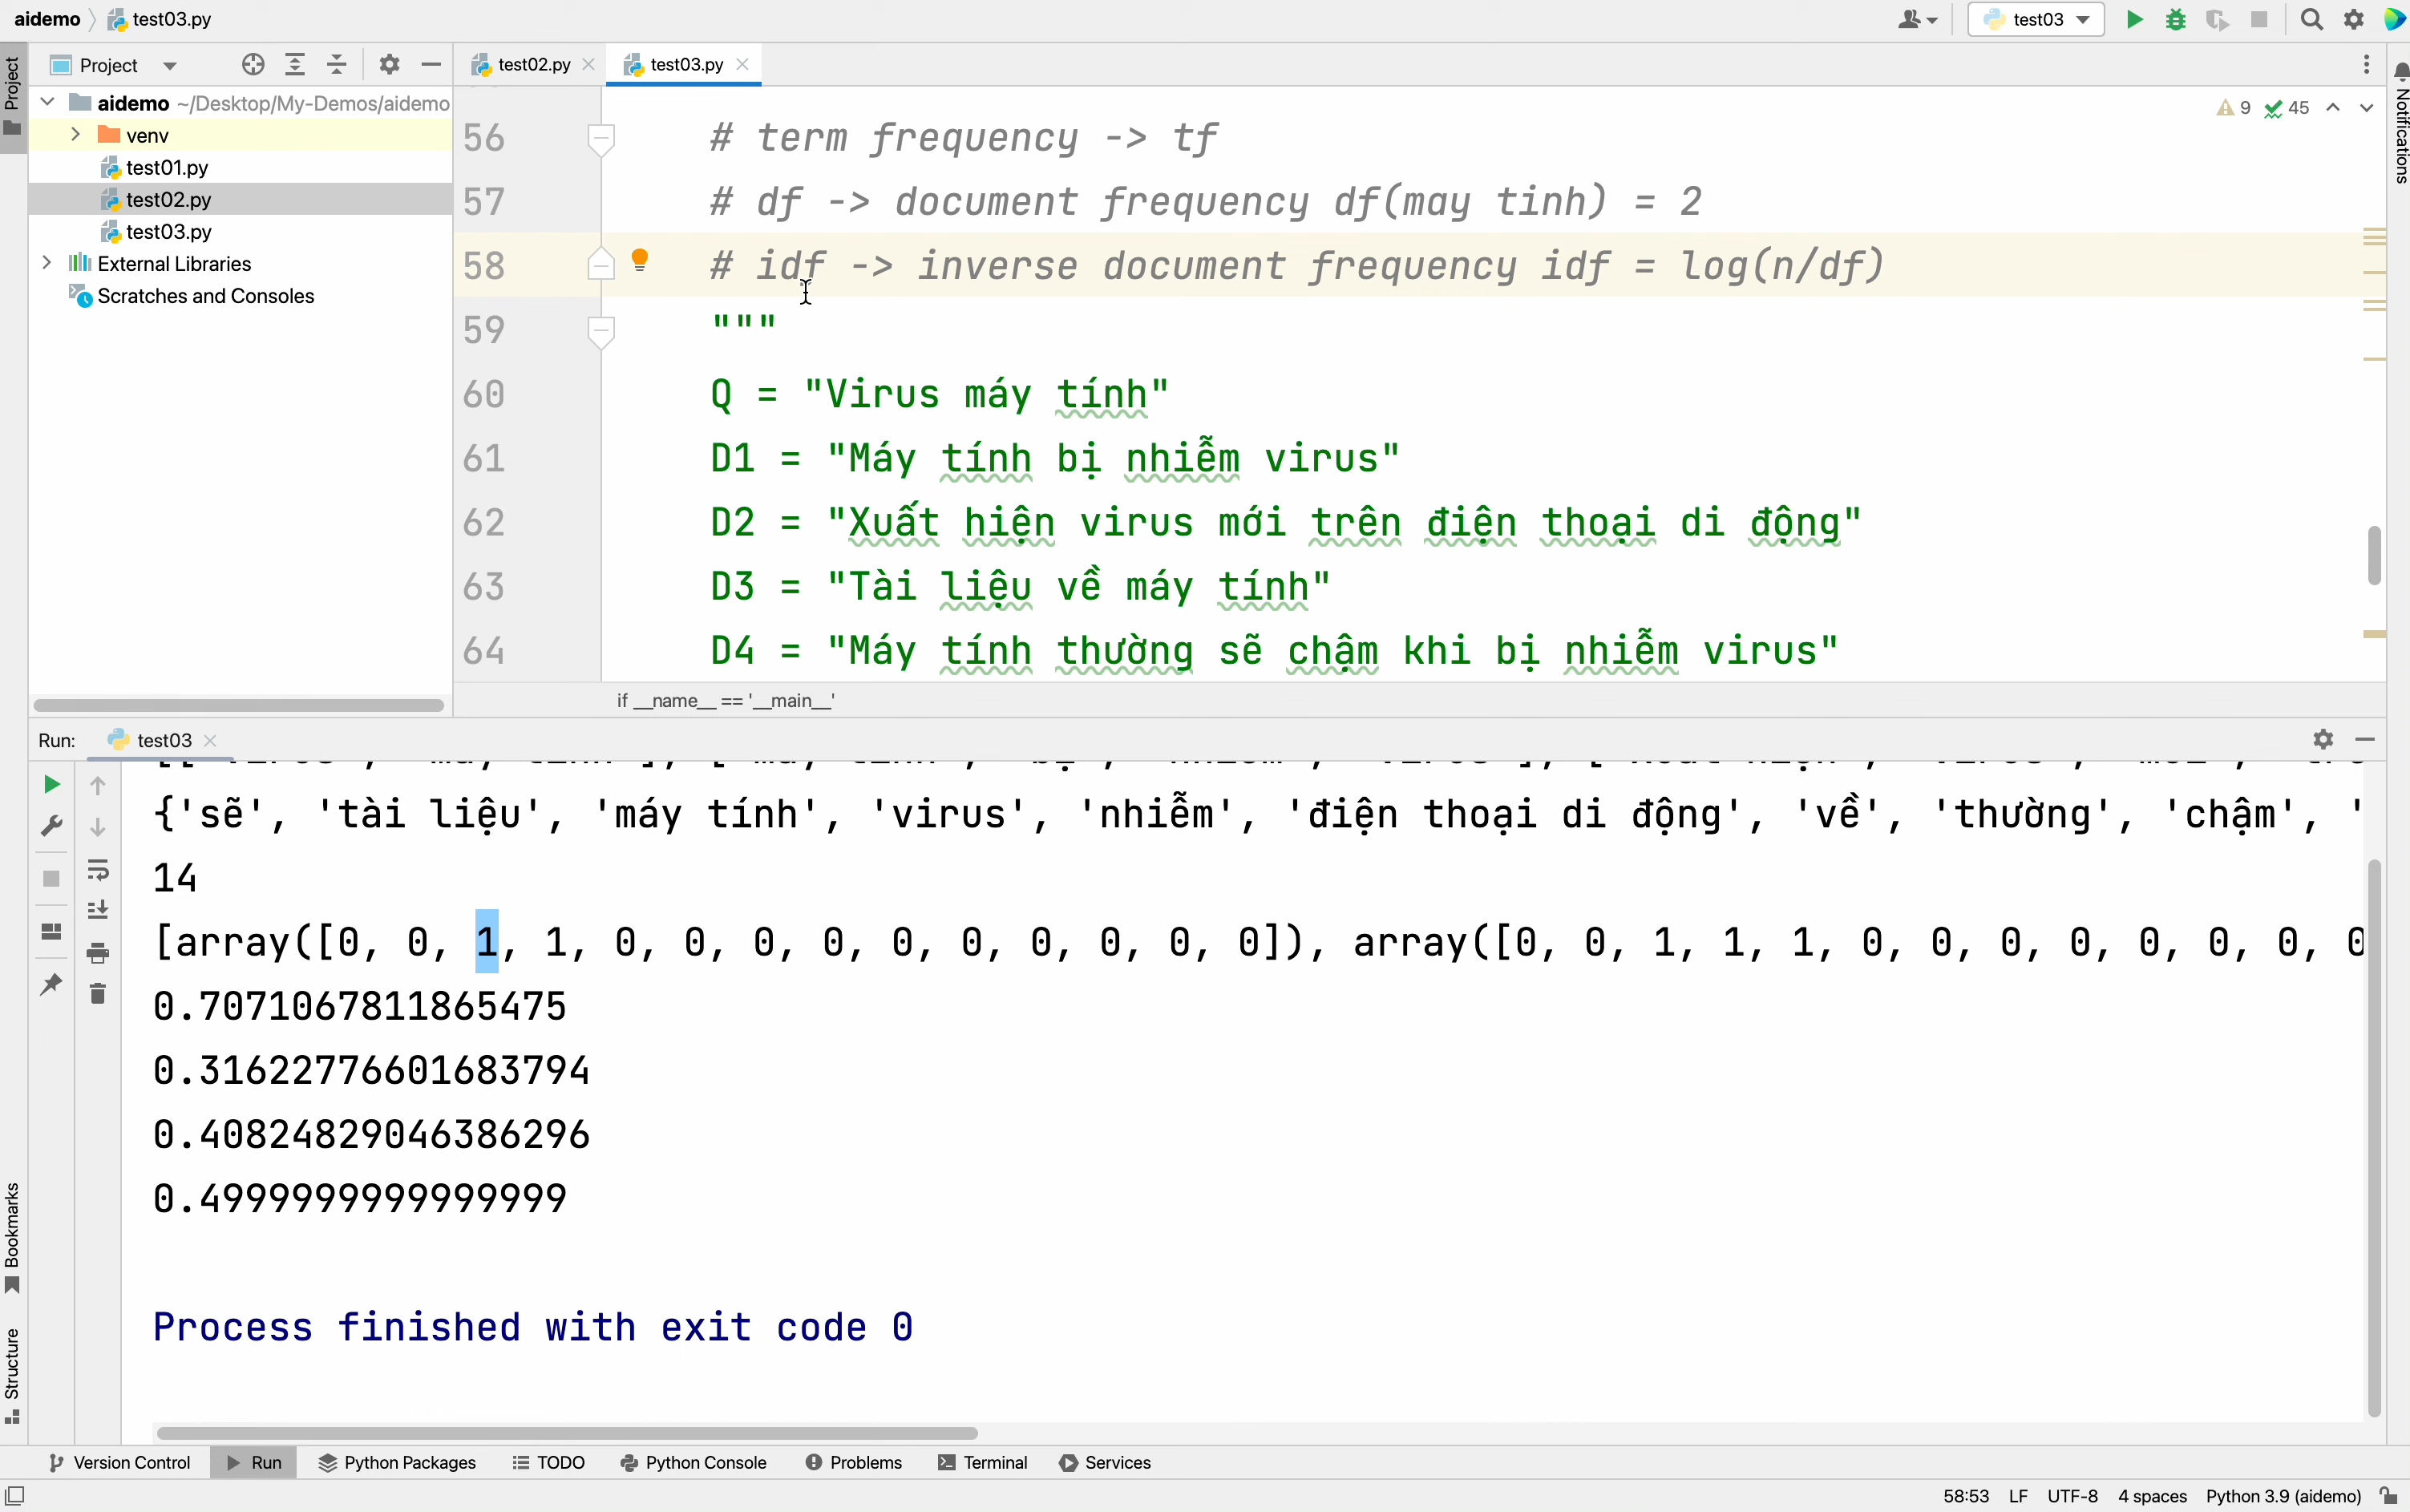 aidemo test03.py
test03
Project
test02.py
test03.py
9 45
Project
aidemo ~/Desktop/My-Demos/aidemo
venv
test01.py
test02.py
test03.py
External Libraries
Scratches and Consoles
Notifications
56 # term frequency -> tf
57 # df -> document frequency df(may tinh) = 2
58 # idf -> inverse document frequency idf = log(n/df)
59 """
60 Q = "Virus máy tính"
61 D1 = "Máy tính bị nhiễm virus"
62 D2 = "Xuất hiện virus mới trên điện thoại di động"
63 D3 = "Tài liệu về máy tính"
64 D4 = "Máy tính thường sẽ chậm khi bị nhiễm virus"
if __name__ == '__main__'
Run: test03
{'sẽ', 'tài liệu', 'máy tính', 'virus', 'nhiễm', 'điện thoại di động', 'về', 'thường', 'chậm', '
14
[array([0, 0, 1, 1, 0, 0, 0, 0, 0, 0, 0, 0, 0, 0]), array([0, 0, 1, 1, 1, 0, 0, 0, 0, 0, 0, 0, 0
0.7071067811865475
0.31622776601683794
0.40824829046386296
0.4999999999999999
Process finished with exit code 0
Bookmarks
Structure
Version Control Run Python Packages TODO Python Console Problems Terminal Services
58:53 LF UTF-8 4 spaces Python 3.9 (aidemo)